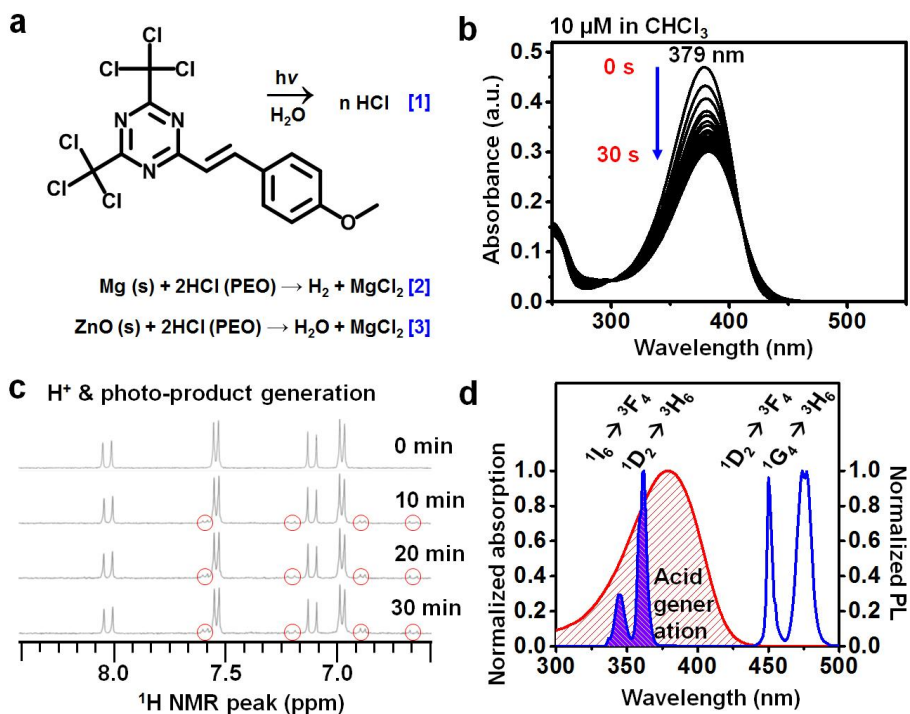 a
Cl
Cl
Cl
N
N
N
Cl
Cl
Cl
O
hν
H₂O
n HCl [1]
Mg (s) + 2HCl (PEO) → H₂ + MgCl₂ [2]
ZnO (s) + 2HCl (PEO) → H₂O + MgCl₂ [3]
b
10 µM in CHCl₃
379 nm
0 s
30 s
Absorbance (a.u.)
0.5
0.4
0.3
0.2
0.1
0.0
300 400 500
Wavelength (nm)
c
H⁺ & photo-product generation
0 min
10 min
20 min
30 min
8.0 7.5 7.0
¹H NMR peak (ppm)
d
¹I₆ → ³F₄
¹D₂ → ³H₆
¹D₂ → ³F₄
¹G₄ → ³H₆
Normalized absorption
1.0
0.8
0.6
0.4
0.2
0.0
Acid
gener
ation
1.0
0.8
0.6
0.4
0.2
0.0
Normalized PL
300 350 400 450 500
Wavelength (nm)